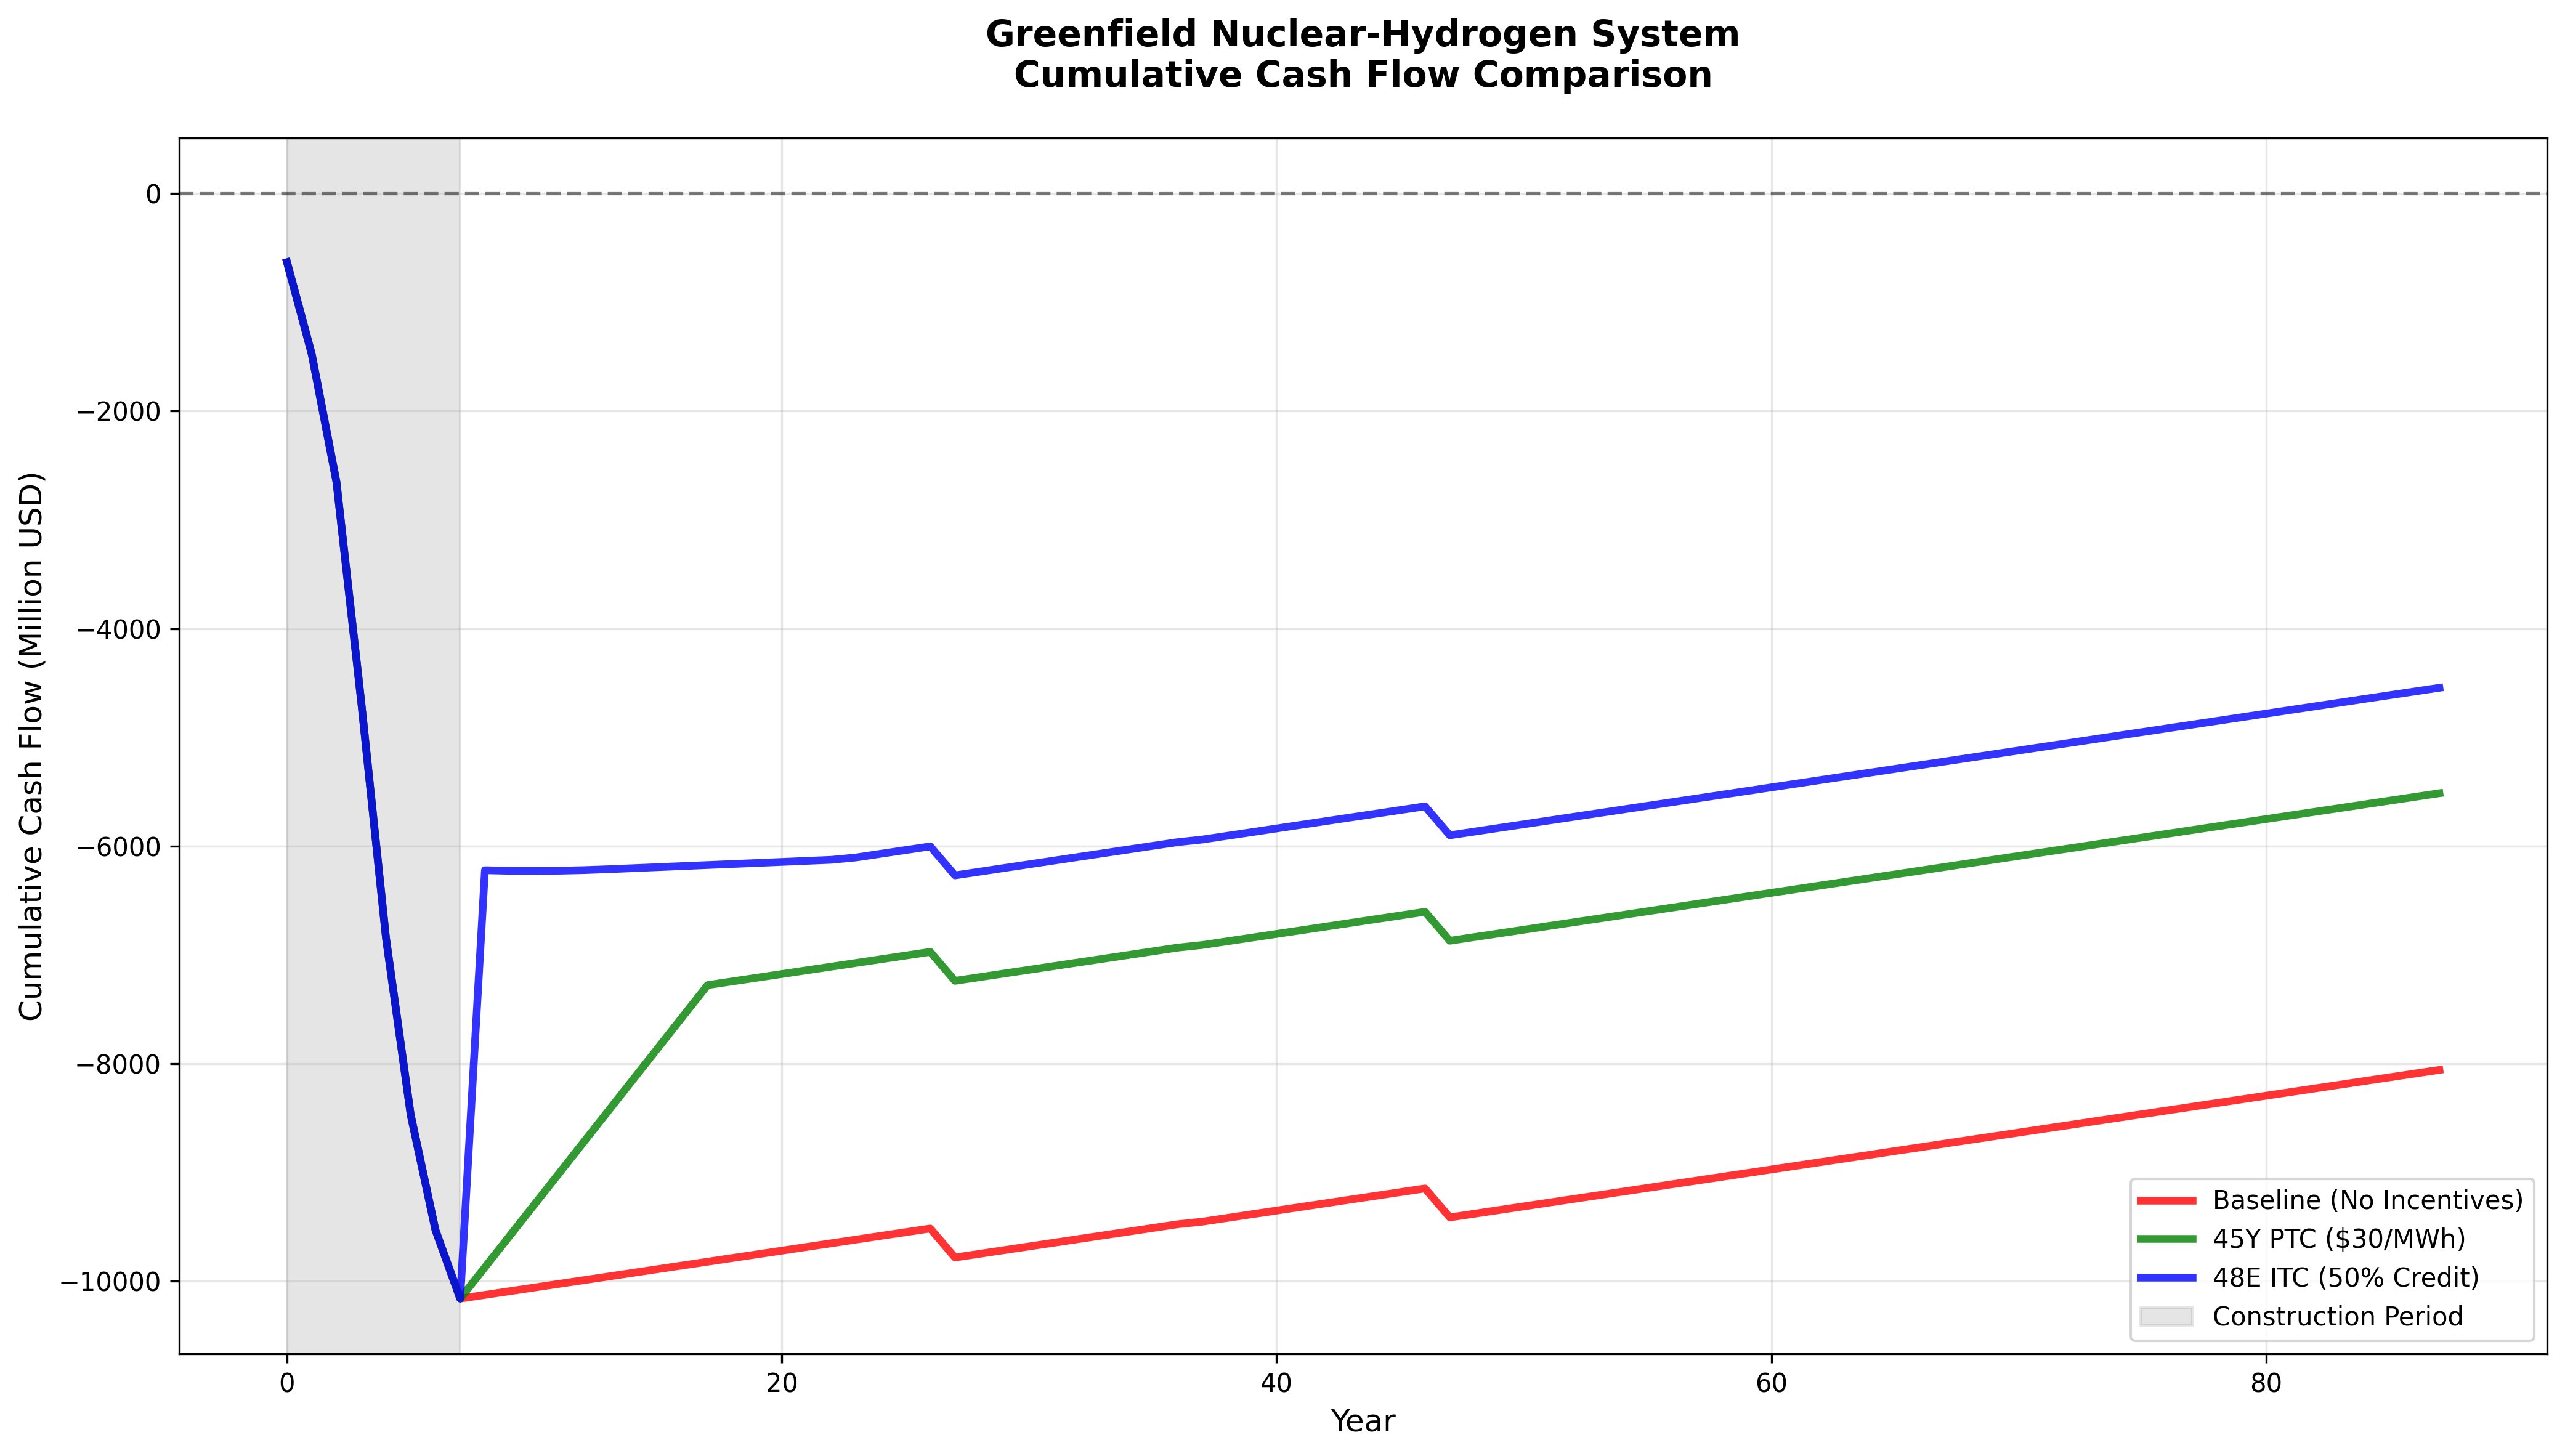 Greenfield Nuclear-Hydrogen System
Cumulative Cash Flow Comparison
Cumulative Cash Flow (Million USD)
0
−2000
−4000
−6000
−8000
−10000
0
20
40
60
80
Year
Baseline (No Incentives)
45Y PTC ($30/MWh)
48E ITC (50% Credit)
Construction Period